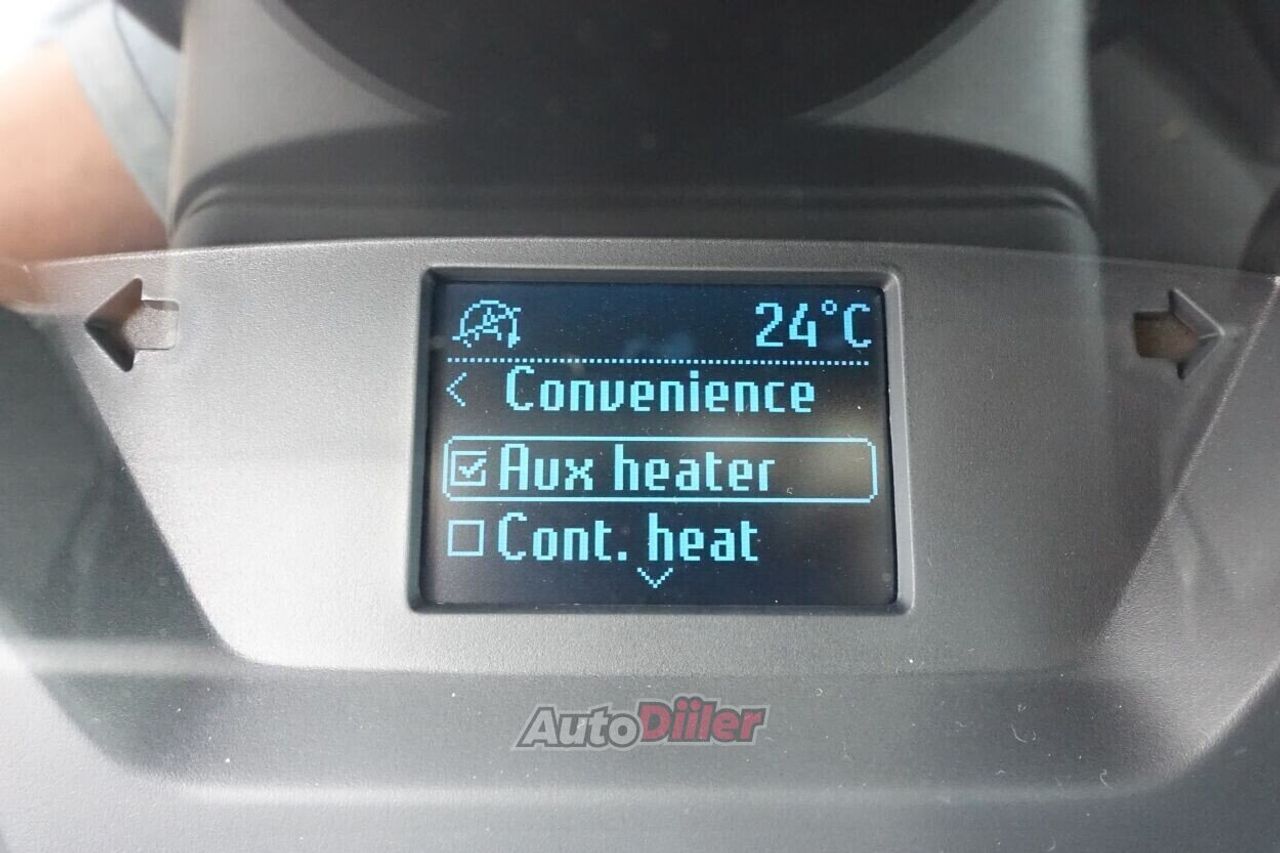 24°C
< Convenience
Aux heater
Cont. heat
AutoDiiler